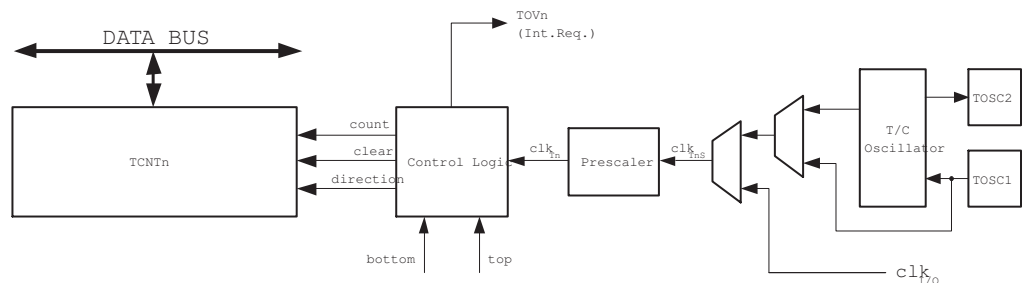 TOVn
(Int.Req.)
DATA BUS
TOSC2
count
T/C
Oscillator
clear
TCNTn
Control Logic
clkTn
Prescaler
clkTnS
direction
TOSC1
bottom
top
clkI/O